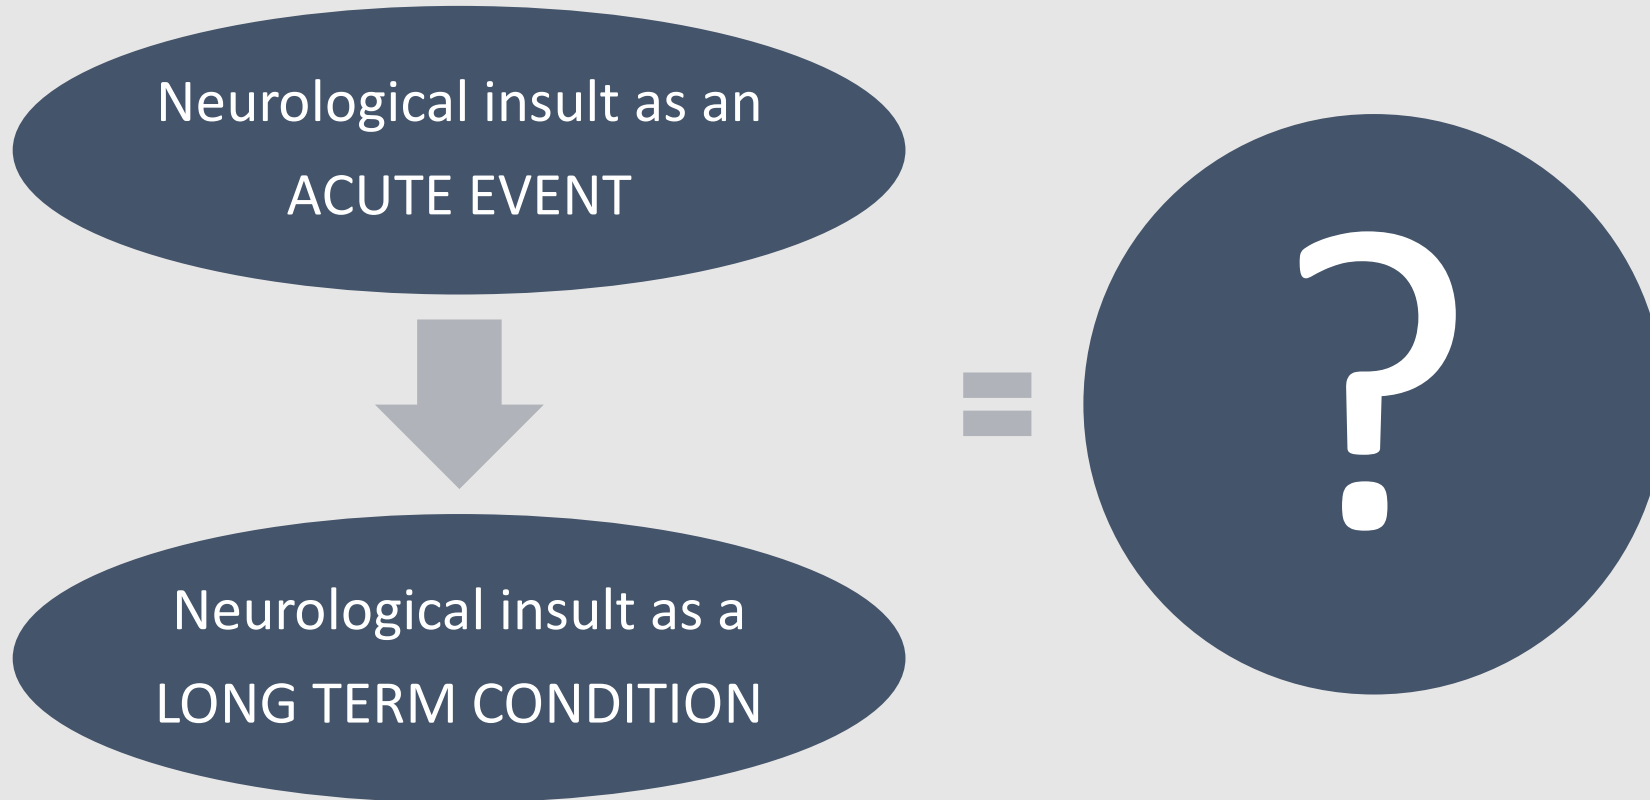 Neurological insult as an
ACUTE EVENT
Neurological insult as a
LONG TERM CONDITION
=
?